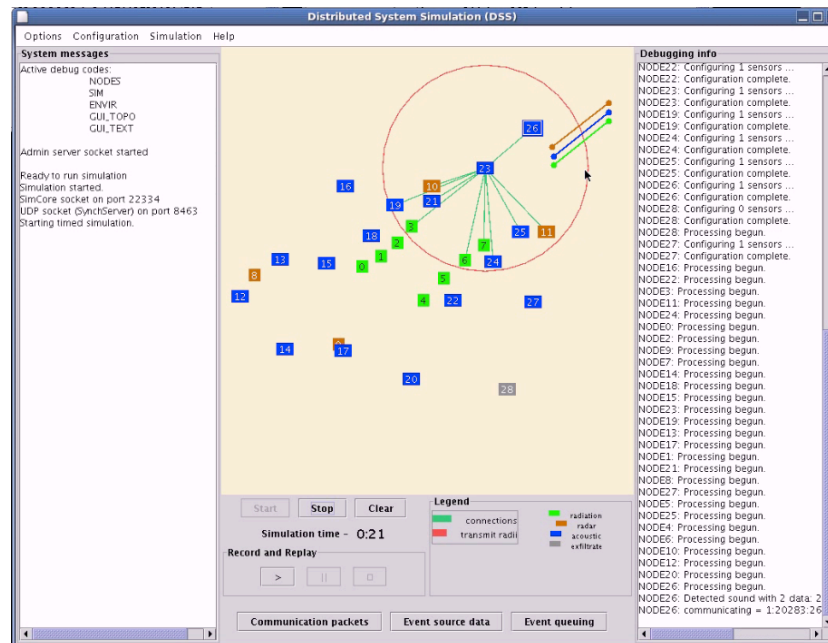 Distributed System Simulation (DSS)
Options Configuration Simulation Help
System messages
Active debug codes:
NODES
SIM
ENVIR
GUI_TOPO
GUI_TEXT
Admin server socket started
Ready to run simulation
Simulation started.
SimCore socket on port 22334
UDP socket (SynchServer) on port 8463
Starting timed simulation.
26
23
16
10
19
21
3
25
11
18
2
7
13
15
0
1
6
24
8
5
12
4
22
27
14
17
20
28
Start Stop Clear
Simulation time - 0:21
Record and Replay
>
Legend
connections
transmit radii
radiation
radar
acoustic
exfiltrate
Communication packets Event source data Event queuing
Debugging info
NODE22: Configuring 1 sensors ...
NODE22: Configuration complete.
NODE23: Configuring 1 sensors ...
NODE23: Configuration complete.
NODE19: Configuring 1 sensors ...
NODE19: Configuration complete.
NODE24: Configuring 1 sensors ...
NODE24: Configuration complete.
NODE25: Configuring 1 sensors ...
NODE25: Configuration complete.
NODE26: Configuring 1 sensors ...
NODE26: Configuration complete.
NODE28: Configuring 0 sensors ...
NODE28: Configuration complete.
NODE28: Processing begun.
NODE27: Configuring 1 sensors ...
NODE27: Configuration complete.
NODE16: Processing begun.
NODE22: Processing begun.
NODE3: Processing begun.
NODE11: Processing begun.
NODE24: Processing begun.
NODE0: Processing begun.
NODE2: Processing begun.
NODE9: Processing begun.
NODE7: Processing begun.
NODE14: Processing begun.
NODE18: Processing begun.
NODE15: Processing begun.
NODE23: Processing begun.
NODE19: Processing begun.
NODE13: Processing begun.
NODE17: Processing begun.
NODE1: Processing begun.
NODE21: Processing begun.
NODE8: Processing begun.
NODE27: Processing begun.
NODE5: Processing begun.
NODE25: Processing begun.
NODE4: Processing begun.
NODE6: Processing begun.
NODE10: Processing begun.
NODE12: Processing begun.
NODE20: Processing begun.
NODE26: Processing begun.
NODE26: Detected sound with 2 data: 2
NODE26: communicating = 1:20283:26